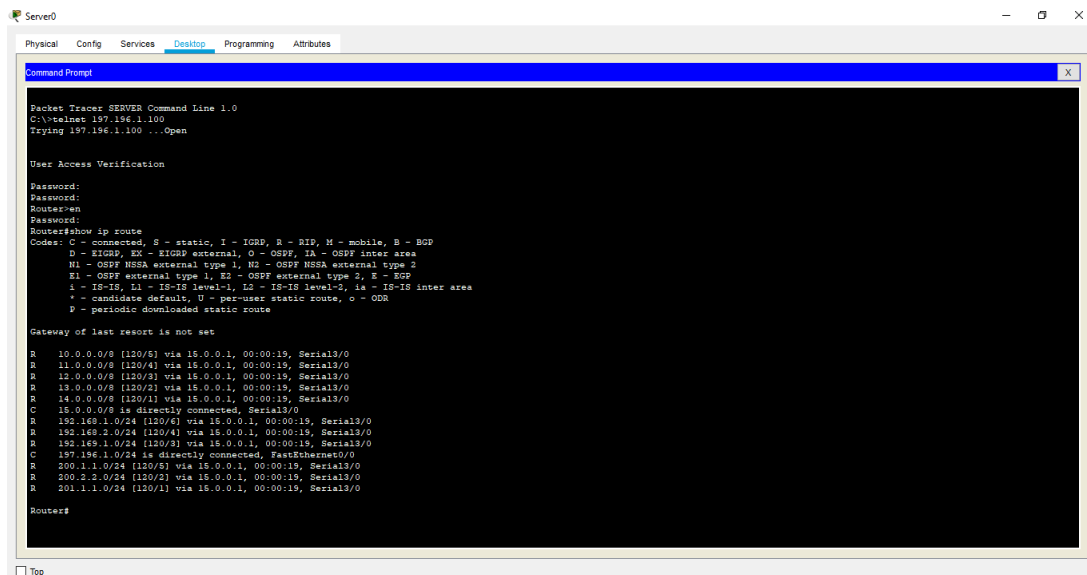 Server0
Physical Config Services Desktop Programming Attributes
Command Prompt
X
Packet Tracer SERVER Command Line 1.0
C:\>telnet 197.196.1.100
Trying 197.196.1.100 ...Open
User Access Verification
Password:
Password:
Router>en
Password:
Router#show ip route
Codes: C - connected, S - static, I - IGRP, R - RIP, M - mobile, B - BGP
D - EIGRP, EX - EIGRP external, O - OSPF, IA - OSPF inter area
N1 - OSPF NSSA external type 1, N2 - OSPF NSSA external type 2
E1 - OSPF external type 1, E2 - OSPF external type 2, E - EGP
i - IS-IS, L1 - IS-IS level-1, L2 - IS-IS level-2, ia - IS-IS inter area
* - candidate default, U - per-user static route, o - ODR
P - periodic downloaded static route
Gateway of last resort is not set
R 10.0.0.0/8 [120/5] via 15.0.0.1, 00:00:19, Serial3/0
R 11.0.0.0/8 [120/4] via 15.0.0.1, 00:00:19, Serial3/0
R 12.0.0.0/8 [120/3] via 15.0.0.1, 00:00:19, Serial3/0
R 13.0.0.0/8 [120/2] via 15.0.0.1, 00:00:19, Serial3/0
R 14.0.0.0/8 [120/1] via 15.0.0.1, 00:00:19, Serial3/0
C 15.0.0.0/8 is directly connected, Serial3/0
R 192.168.1.0/24 [120/6] via 15.0.0.1, 00:00:19, Serial3/0
R 192.168.2.0/24 [120/4] via 15.0.0.1, 00:00:19, Serial3/0
R 192.169.1.0/24 [120/3] via 15.0.0.1, 00:00:19, Serial3/0
C 197.196.1.0/24 is directly connected, FastEthernet0/0
R 200.1.1.0/24 [120/5] via 15.0.0.1, 00:00:19, Serial3/0
R 200.2.2.0/24 [120/2] via 15.0.0.1, 00:00:19, Serial3/0
R 201.1.1.0/24 [120/1] via 15.0.0.1, 00:00:19, Serial3/0
Router#
Top